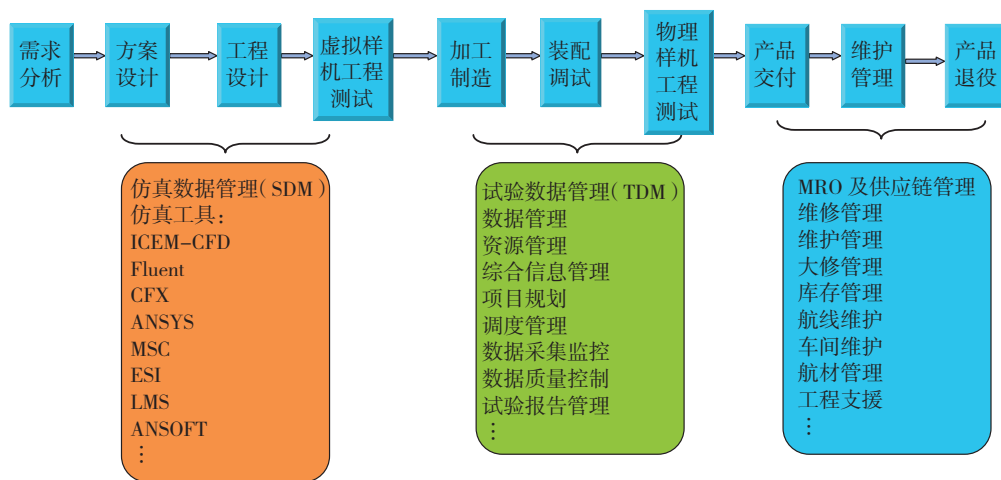 需求
分析
方案
设计
工程
设计
虚拟样
机工程
测试
加工
制造
装配
调试
物理
样机
工程
测试
产品
交付
维护
管理
产品
退役
仿真数据管理(SDM)
仿真工具:
ICEM-CFD
Fluent
CFX
ANSYS
MSC
ESI
LMS
ANSOFT
⋮
试验数据管理(TDM)
数据管理
资源管理
综合信息管理
项目规划
调度管理
数据采集监控
数据质量控制
试验报告管理
⋮
MRO 及供应链管理
维修管理
维护管理
大修管理
库存管理
航线维护
车间维护
航材管理
工程支援
⋮